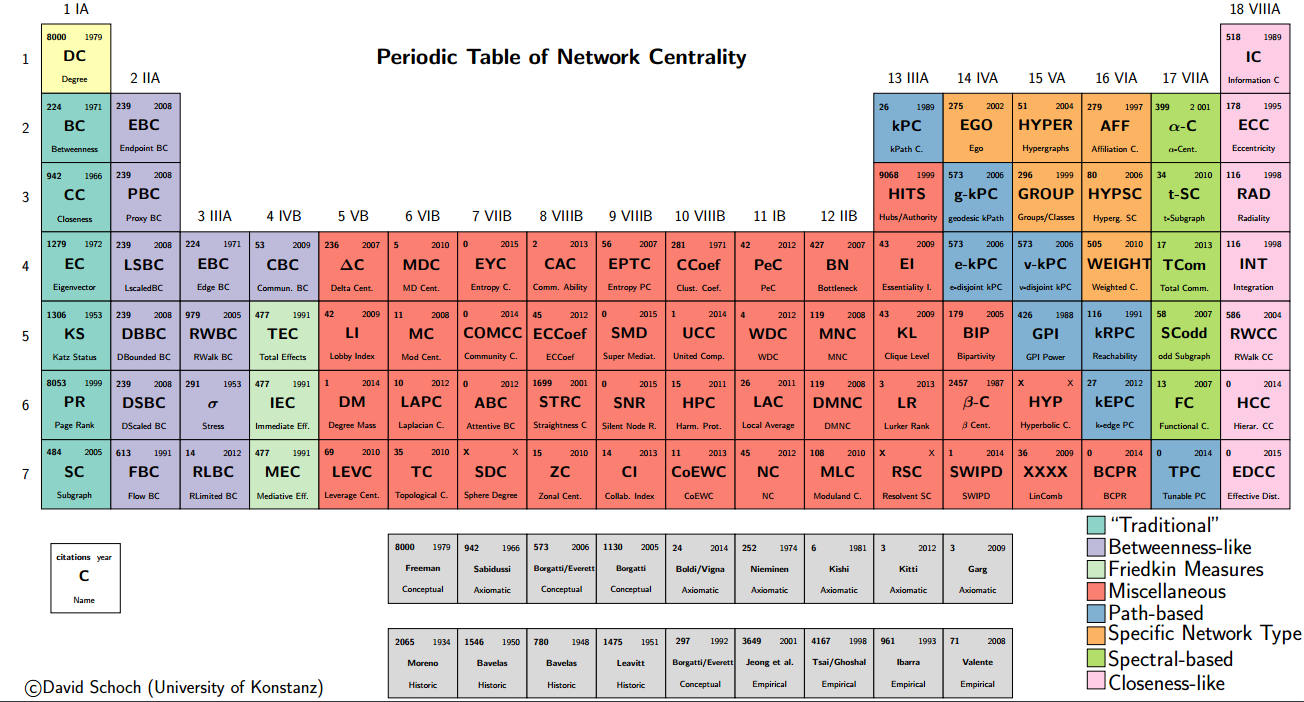 1 IA
18 VIIIA
Periodic Table of Network Centrality
1
8000 1979
DC
Degree
518 1989
IC
Information C
2 IIA
13 IIIA
14 IVA
15 VA
16 VIA
17 VIIA
2
224 1971
BC
Betweenness
239 2008
EBC
Endpoint BC
26 1989
kPC
kPath C.
275 2002
EGO
Ego
51 2004
HYPER
Hypergraphs
279 1997
AFF
Affiliation C.
399 2 001
α-C
α-Cent.
178 1995
ECC
Eccentricity
3
942 1966
CC
Closeness
239 2008
PBC
Proxy BC
9068 1999
HITS
Hubs/Authority
573 2006
g-kPC
geodesic kPath
296 1999
GROUP
Groups/Classes
80 2006
HYPSC
Hyperg. SC
34 2010
t-SC
t-Subgraph
116 1998
RAD
Radiality
3 IIIA
4 IVB
5 VB
6 VIB
7 VIIB
8 VIIIB
9 VIIIB
10 VIIIB
11 IB
12 IIB
4
1279 1972
EC
Eigenvector
239 2008
LSBC
LscaledBC
224 1971
EBC
Edge BC
53 2009
CBC
Commun. BC
236 2007
ΔC
Delta Cent.
5 2010
MDC
MD Cent.
0 2015
EYC
Entropy C.
2 2013
CAC
Comm. Ability
56 2007
EPTC
Entropy PC
281 1971
CCoef
Clust. Coef.
42 2012
PeC
PeC
427 2007
BN
Bottleneck
43 2009
EI
Essentiality I.
573 2006
e-kPC
e-disjoint kPC
573 2006
v-kPC
v-disjoint kPC
505 2010
WEIGHT
Weighted C.
17 2013
TCom
Total Comm.
116 1998
INT
Integration
5
1306 1953
KS
Katz Status
239 2008
DBBC
DBounded BC
979 2005
RWBC
RWalk BC
477 1991
TEC
Total Effects
42 2009
LI
Lobby Index
11 2008
MC
Mod Cent.
0 2014
COMCC
Community C.
45 2012
ECCoef
ECCoef
0 2015
SMD
Super Mediat.
1 2014
UCC
United Comp.
4 2012
WDC
WDC
119 2008
MNC
MNC
43 2009
KL
Clique Level
179 2005
BIP
Bipartivity
426 1988
GPI
GPI Power
116 1991
kRPC
Reachability
58 2007
SCodd
odd Subgraph
586 2004
RWCC
RWalk CC
6
8053 1999
PR
Page Rank
239 2008
DSBC
DScaled BC
291 1953
σ
Stress
477 1991
IEC
Immediate Eff.
1 2014
DM
Degree Mass
10 2012
LAPC
Laplacian C.
0 2012
ABC
Attentive BC
1699 2001
STRC
Straightness C
0 2015
SNR
Silent Node R.
15 2011
HPC
Harm. Prot.
26 2011
LAC
Local Average
119 2008
DMNC
DMNC
3 2013
LR
Lurker Rank
2457 1987
β-C
β Cent.
X X
HYP
Hyperbolic C.
27 2012
kEPC
k-edge PC
13 2007
FC
Functional C.
0 2014
HCC
Hierar. CC
7
484 2005
SC
Subgraph
613 1991
FBC
Flow BC
14 2012
RLBC
RLimited BC
477 1991
MEC
Mediative Eff.
69 2010
LEVC
Leverage Cent.
35 2010
TC
Topological C.
X X
SDC
Sphere Degree
15 2010
ZC
Zonal Cent.
14 2013
CI
Collab. Index
11 2013
CoEWC
CoEWC
45 2012
NC
NC
108 2010
MLC
Moduland C.
X X
RSC
Resolvent SC
1 2014
SWIPD
SWIPD
36 2009
XXXX
LinComb
0 2014
BCPR
BCPR
0 2014
TPC
Tunable PC
0 2015
EDCC
Effective Dist.
citations year
C
Name
8000 1979
Freeman
Conceptual
942 1966
Sabidussi
Axiomatic
573 2006
Borgatti/Everett
Conceptual
1130 2005
Borgatti
Conceptual
24 2014
Boldi/Vigna
Axiomatic
252 1974
Nieminen
Axiomatic
6 1981
Kishi
Axiomatic
3 2012
Kitti
Axiomatic
3 2009
Garg
Axiomatic
2065 1934
Moreno
Historic
1546 1950
Bavelas
Historic
780 1948
Bavelas
Historic
1475 1951
Leavitt
Historic
297 1992
Borgatti/Everett
Conceptual
3649 2001
Jeong et al.
Empirical
4167 1998
Tsai/Ghoshal
Empirical
961 1993
Ibarra
Empirical
71 2008
Valente
Empirical
"Traditional"
Betweenness-like
Friedkin Measures
Miscellaneous
Path-based
Specific Network Type
Spectral-based
Closeness-like
©David Schoch (University of Konstanz)